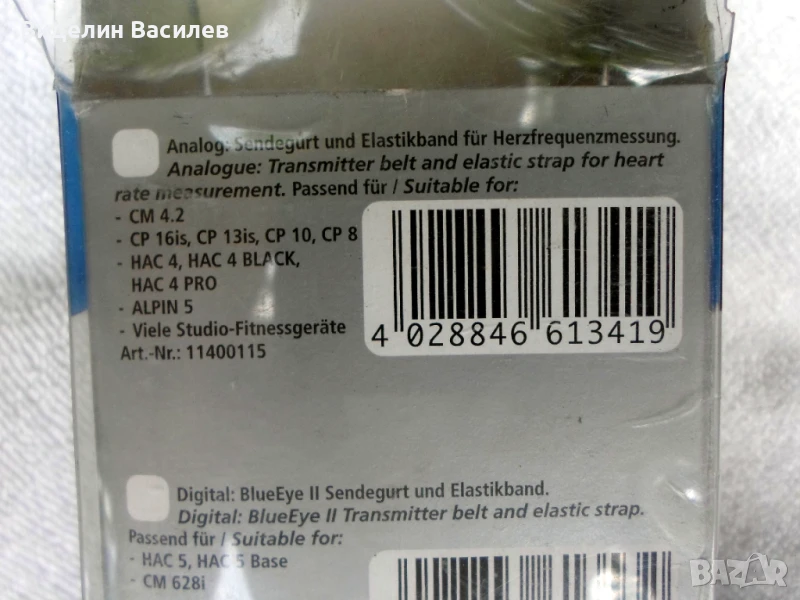 целин Василев
Analog: Sendegurt und Elastikband für Herzfrequenzmessung.
Analogue: Transmitter belt and elastic strap for heart
rate measurement. Passend für / Suitable for:
- CM 4.2
- CP 16is, CP 13is, CP 10, CP 8
- HAC 4, HAC 4 BLACK,
HAC 4 PRO
- ALPIN 5
- Viele Studio-Fitnessgeräte
Art.-Nr.: 11400115
4 028846 613419
Digital: BlueEye II Sendegurt und Elastikband.
Digital: BlueEye II Transmitter belt and elastic strap.
Passend für / Suitable for:
- HAC 5, HAC 5 Base
- CM 628i
BAZAR